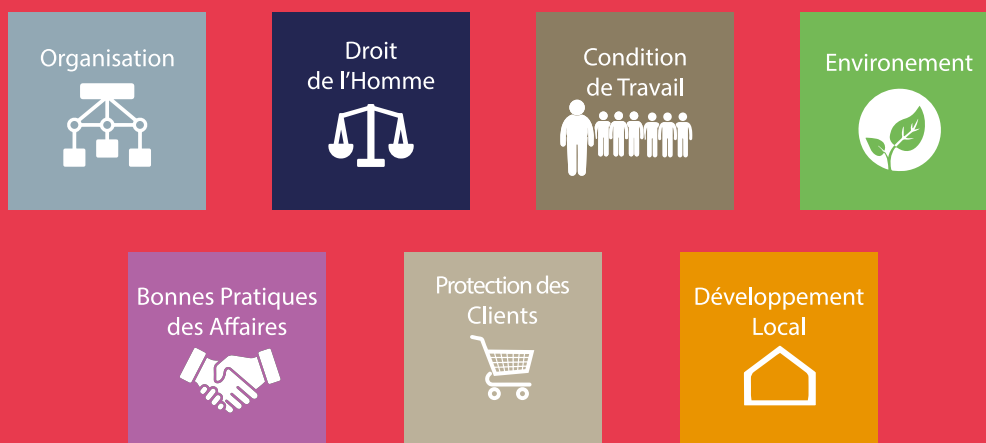 Organisation
Droit
de l'Homme
Condition
de Travail
Environement
Bonnes Pratiques
des Affaires
Protection des
Clients
Développement
Local